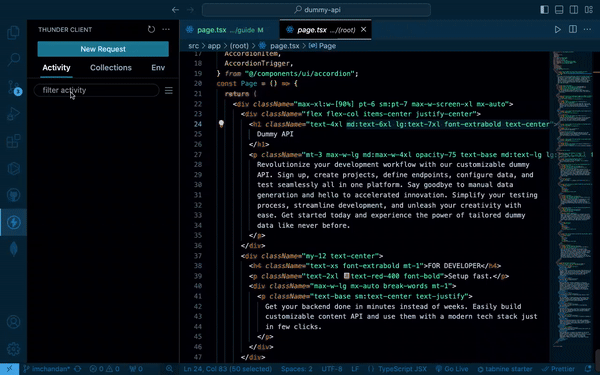 dummy-api
THUNDER CLIENT
New Request
Activity Collections Env
filter activity
page.tsx .../guide M
page.tsx .../(root)
src > app > (root) > page.tsx > Page
17 AccordionItem,
18 AccordionTrigger,
19 } from "@/components/ui/accordion";
20 const Page = () => {
21 return (
22 <div className="max-xl:w-[90%] pt-6 sm:pt-7 max-w-screen-xl mx-auto">
23 <div className="flex flex-col items-center justify-center">
24 <h1 className="text-4xl md:text-6xl lg:text-7xl font-extrabold text-center"
25 Dummy API
26 </h1>
27 <p className="mt-3 max-w-lg md:max-w-4xl opacity-75 text-base md:text-lg
28 Revolutionize your development workflow with our customizable dummy
29 API. Sign up, create projects, define endpoints, configure data, and
30 test seamlessly all in one platform. Say goodbye to manual data
31 generation and hello to accelerated innovation. Simplify your testing
32 process, streamline development, and unleash your creativity with
33 ease. Get started today and experience the power of tailored dummy
34 data like never before.
35 </p>
36 </div>
37 <div className="my-12 text-center">
38 <h4 className="text-xs font-extrabold mt-1">FOR DEVELOPER</h4>
39 <p className="text-2xl text-red-400 font-bold">Setup fast.</p>
40 <div className="max-w-lg mx-auto break-words mt-1">
41 <p className="text-base sm:text-center text-justify">
42 Get your backend done in minutes instead of weeks. Easily build
43 customizable content API and use them with a modern tech stack just
44 in few clicks.
45 </p>
46 </div>
47 </div>
imchandan* 0 0 0 Ln 24, Col 83 (50 selected) Spaces: 2 UTF-8 LF TypeScript JSX Go Live tabnine starter Prettier